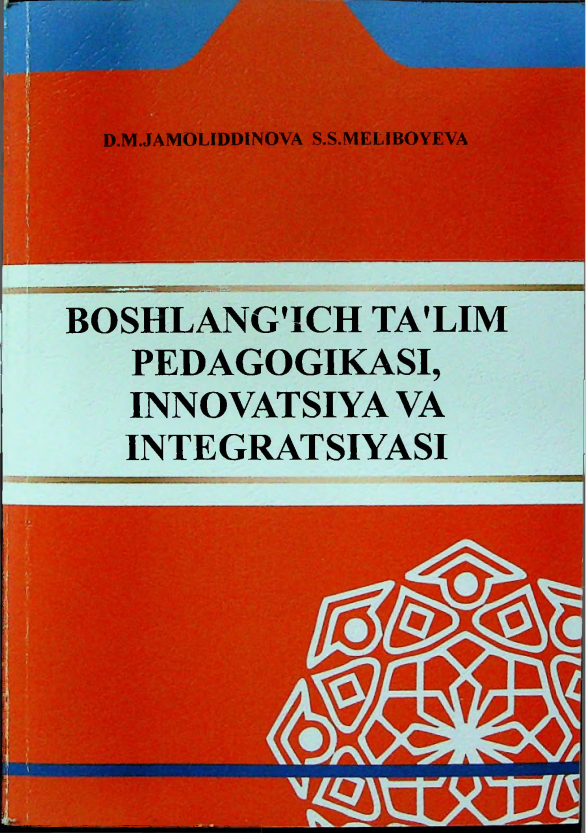 D.M.JAMOLIDDINOVA S.S.MELIBOYEVA
BOSHLANG'ICH TA'LIM
PEDAGOGIKASI,
INNOVATSIYA VA
INTEGRATSIYASI